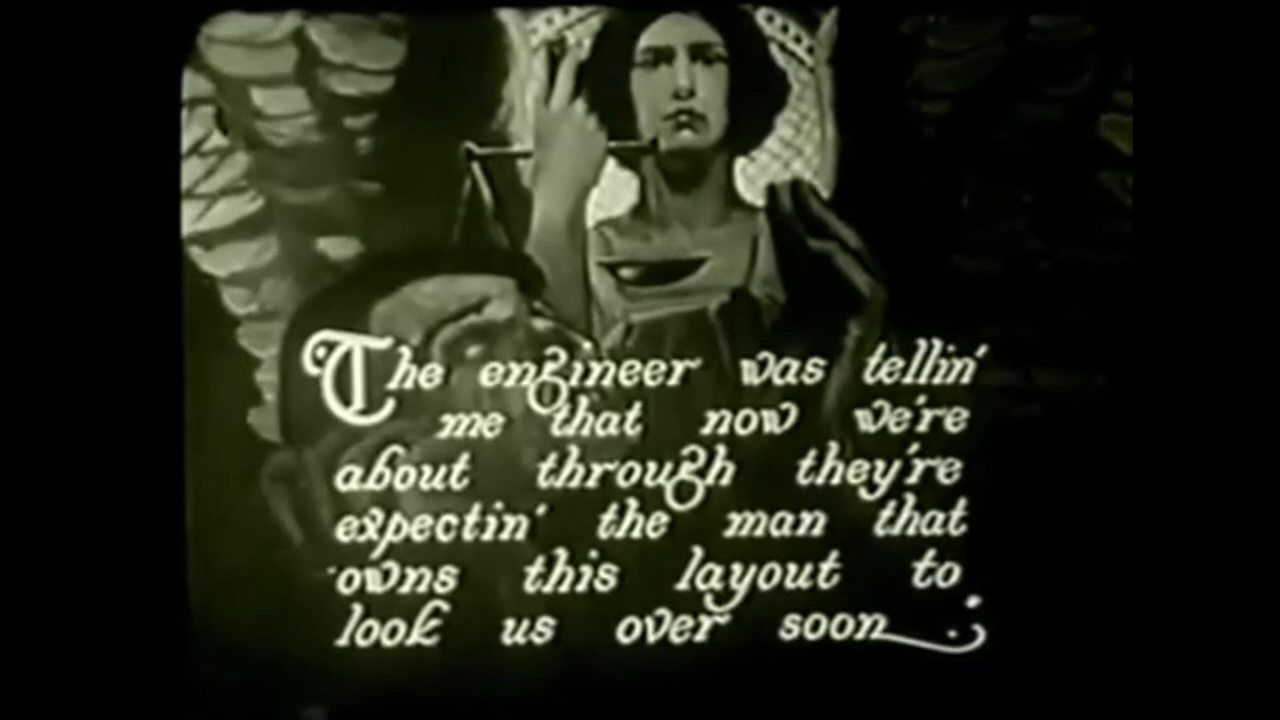 The engineer was tellin'
me that now we're
about through they're
expectin' the man that
owns this layout to
look us over soon.